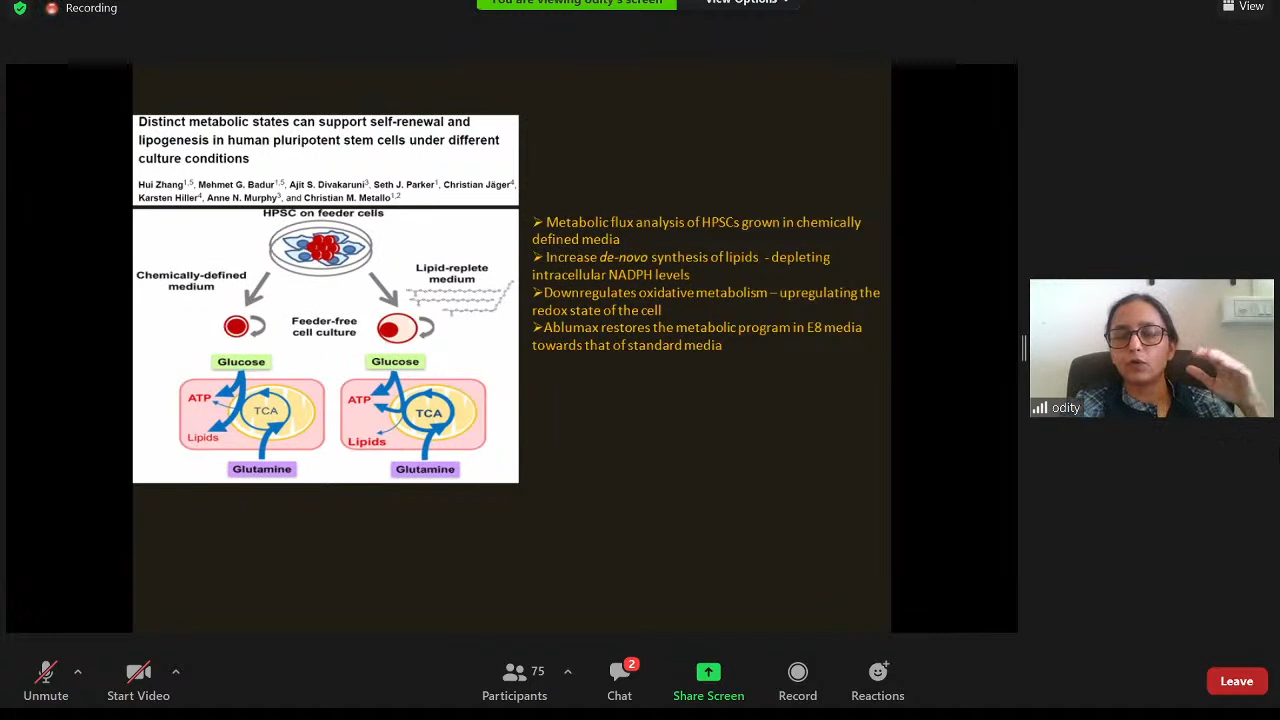 Recording
You are viewing odity's screen
View Options
View
Distinct metabolic states can support self-renewal and
lipogenesis in human pluripotent stem cells under different
culture conditions
Hui Zhang1,5, Mehmet G. Badur1,5, Ajit S. Divakaruni3, Seth J. Parker1, Christian Jäger4,
Karsten Hiller4, Anne N. Murphy3, and Christian M. Metallo1,2
HPSC on feeder cells
Chemically-defined
medium
Lipid-replete
medium
Feeder-free
cell culture
Glucose
Glucose
ATP
TCA
Lipids
ATP
TCA
Lipids
Glutamine
Glutamine
➢ Metabolic flux analysis of HPSCs grown in chemically
defined media
➢ Increase de-novo synthesis of lipids - depleting
intracellular NADPH levels
➢Downregulates oxidative metabolism – upregulating the
redox state of the cell
➢Ablumax restores the metabolic program in E8 media
towards that of standard media
odity
Unmute
Start Video
75
Participants
2
Chat
Share Screen
Record
Reactions
Leave